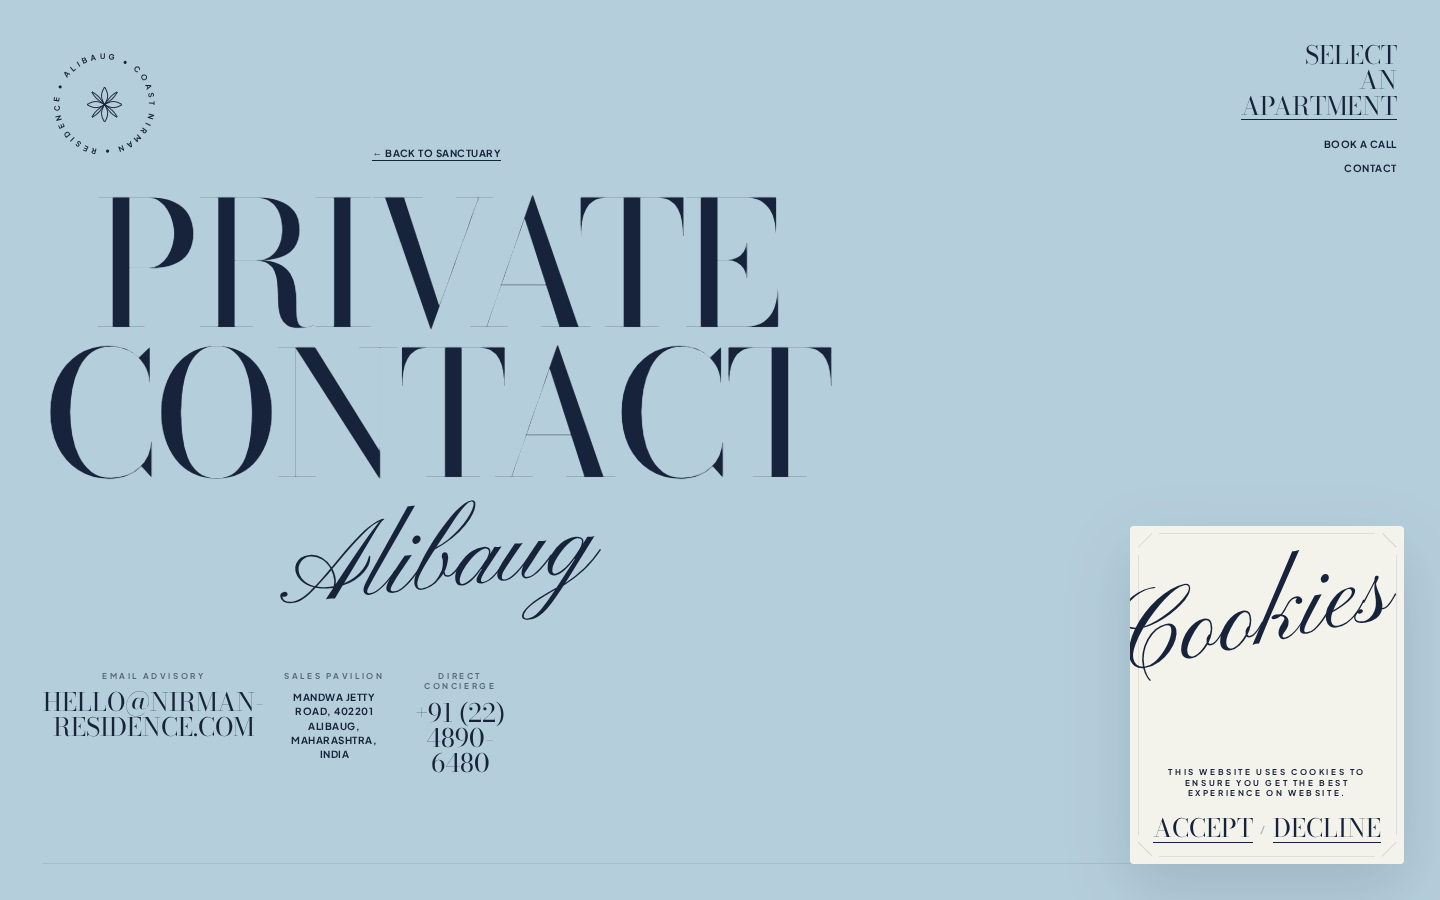 ALIBAUG • COAST NIRMAN • RESIDENCE •
SELECT
AN
APARTMENT
BOOK A CALL
CONTACT
← BACK TO SANCTUARY
PRIVATE
CONTACT
Alibaug
EMAIL ADVISORY
HELLO@NIRMAN-
RESIDENCE.COM
SALES PAVILION
MANDWA JETTY
ROAD, 402201
ALIBAUG,
MAHARASHTRA,
INDIA
DIRECT
CONCIERGE
+91 (22)
4890-
6480
Cookies
THIS WEBSITE USES COOKIES TO
ENSURE YOU GET THE BEST
EXPERIENCE ON WEBSITE.
ACCEPT / DECLINE